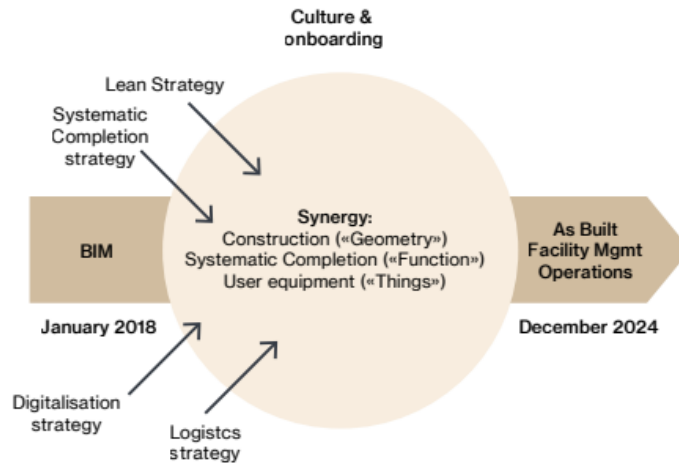 Culture &
onboarding
Lean Strategy
Systematic
Completion
strategy
Synergy:
Construction («Geometry»)
Systematic Completion («Function»)
User equipment («Things»)
BIM
As Built
Facility Mgmt
Operations
January 2018
December 2024
Digitalisation
strategy
Logistcs
strategy